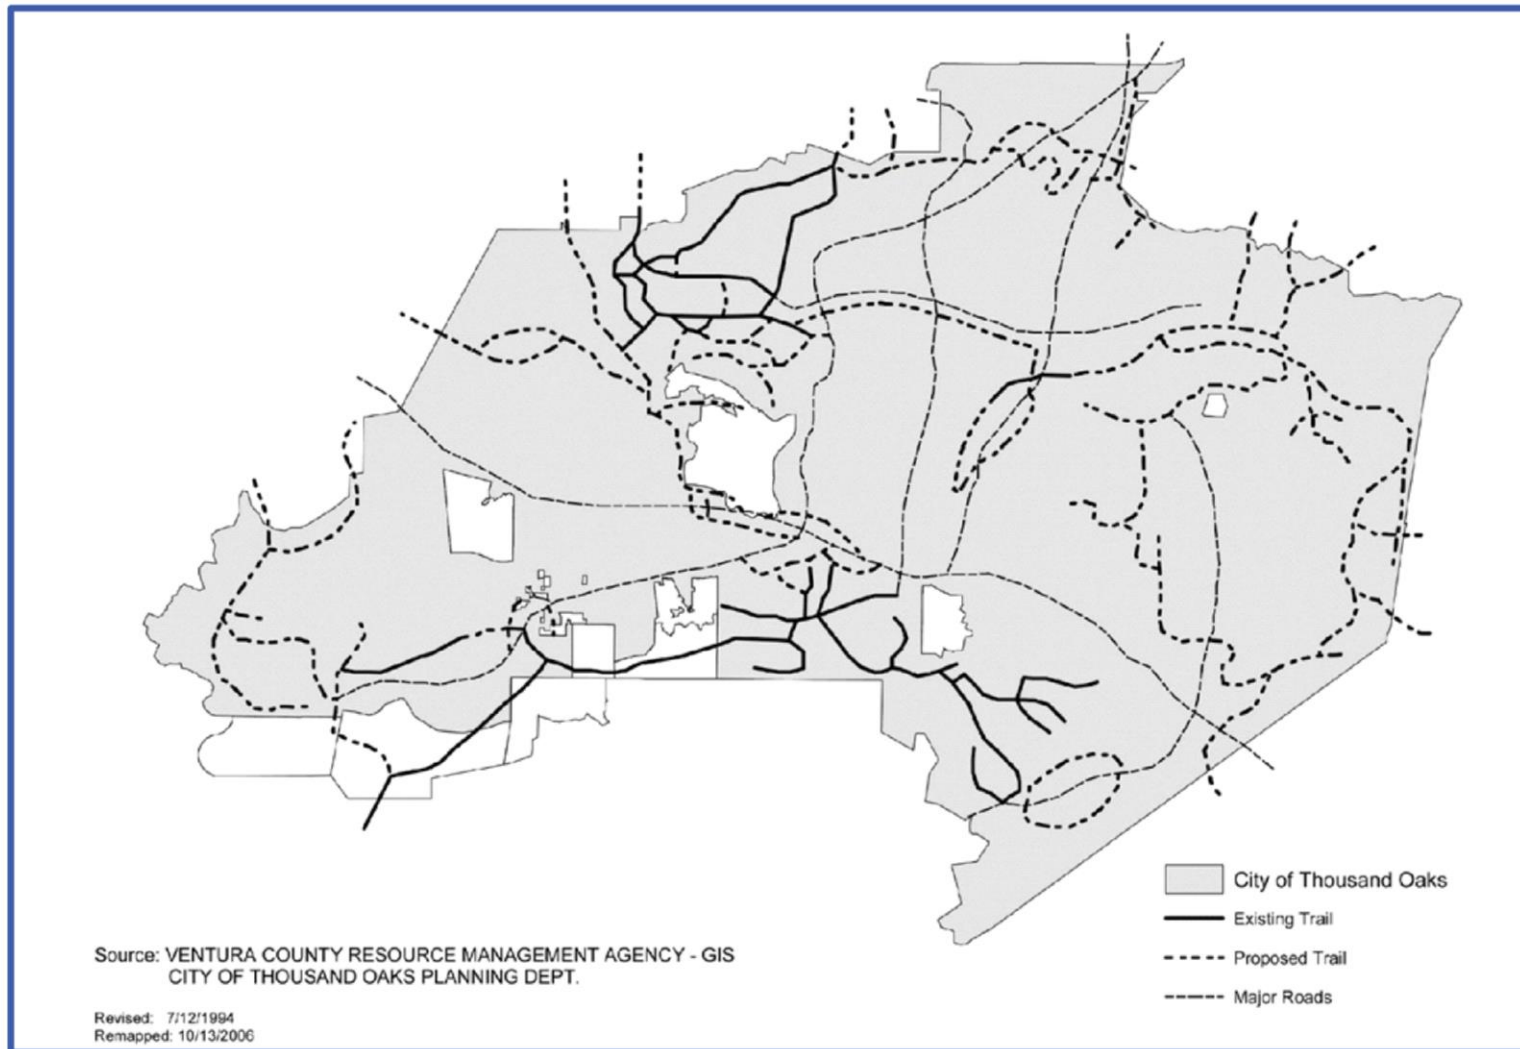 City of Thousand Oaks
Existing Trail
Proposed Trail
Major Roads
Source: VENTURA COUNTY RESOURCE MANAGEMENT AGENCY - GIS
CITY OF THOUSAND OAKS PLANNING DEPT.
Revised: 7/12/1994
Remapped: 10/13/2006